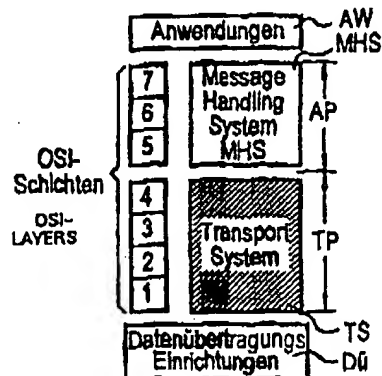 Anwendungen
AW
MHS
7
6
5
Message
Handling
System
MHS
AP
OSI-
Schichten
OSI-
LAYERS
4
3
2
1
Transport
System
TP
TS
Datenübertragungs
Einrichtungen
DÜ